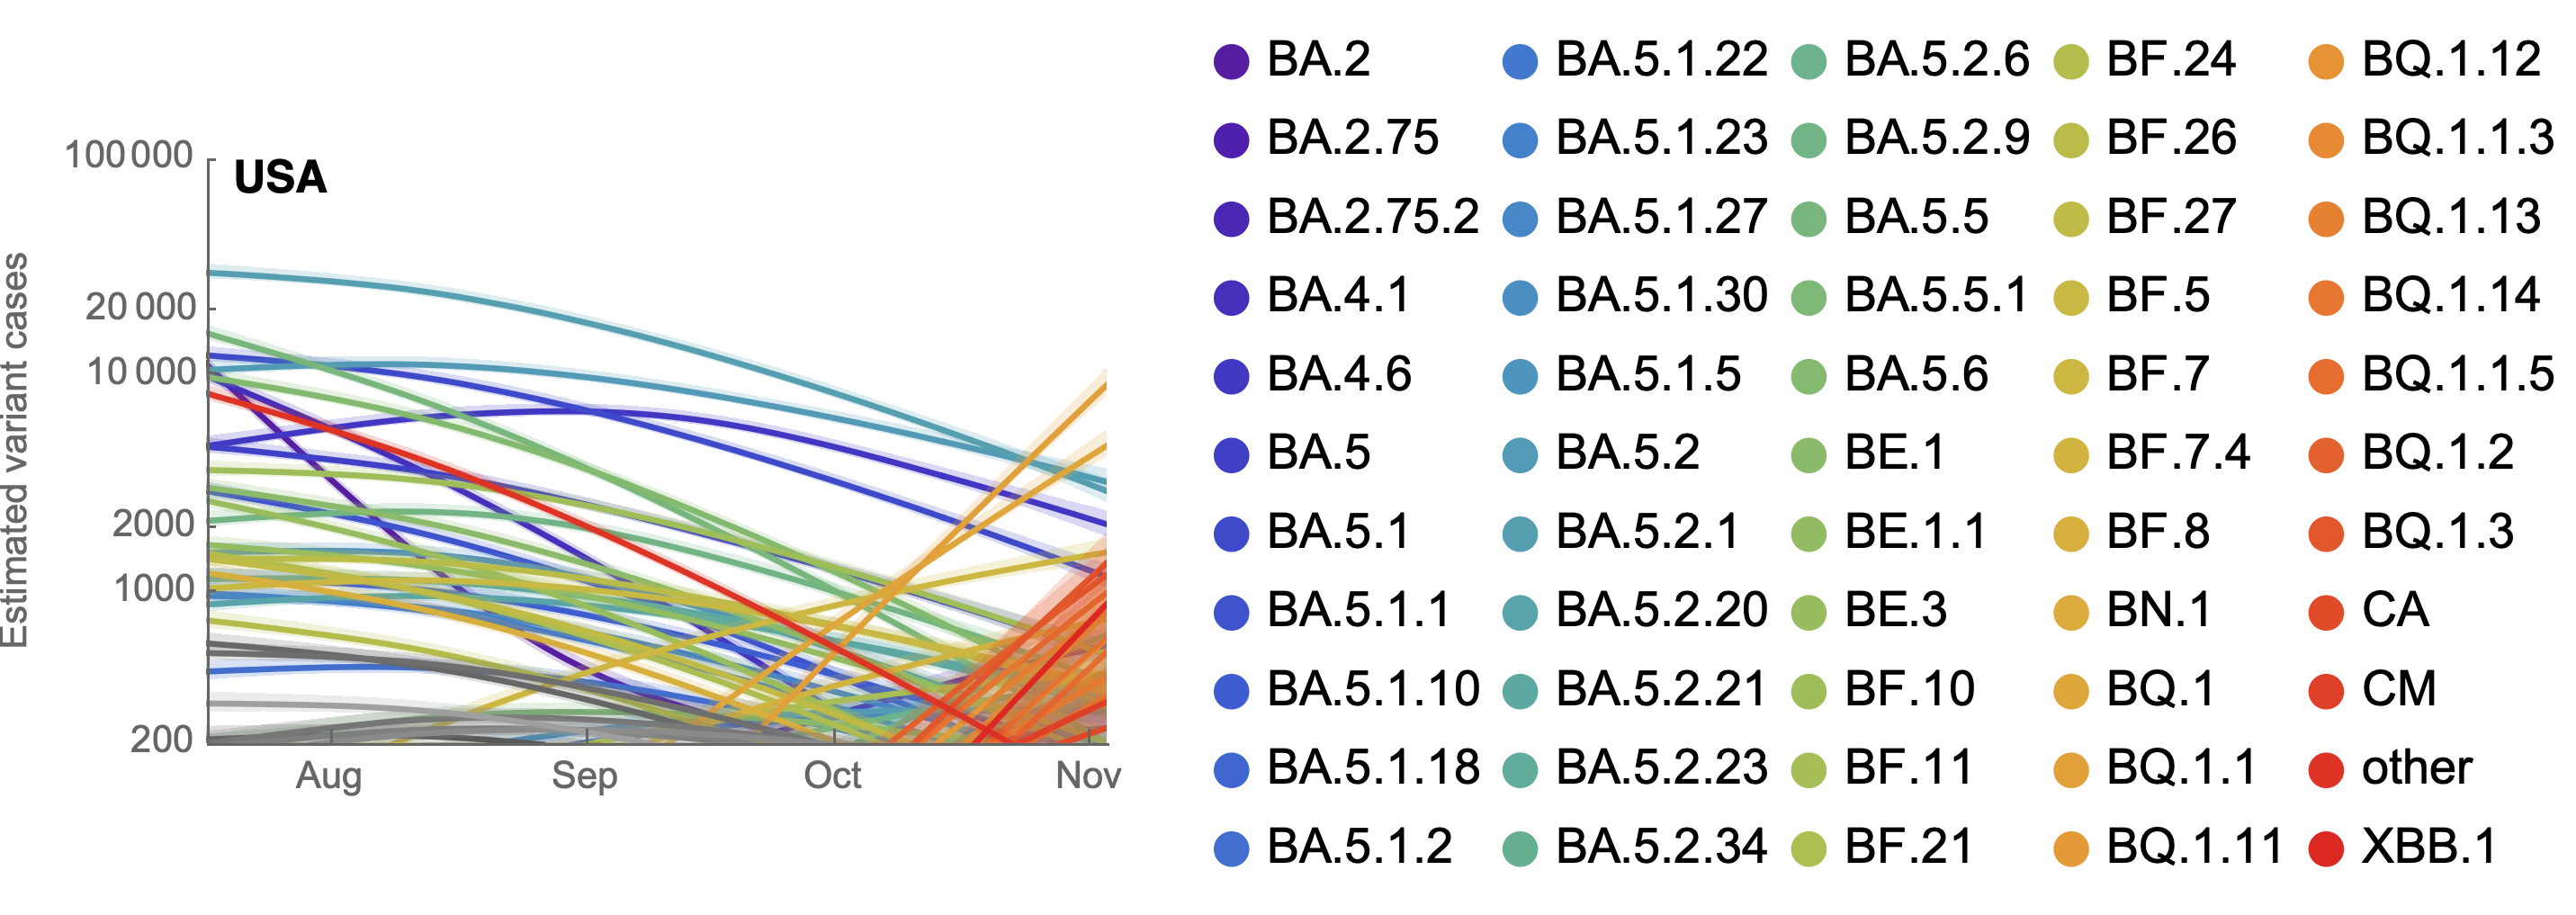 USA
Estimated variant cases
100 000
20 000
10 000
2000
1000
200
Aug Sep Oct Nov
BA.2 BA.5.1.22 BA.5.2.6 BF.24 BQ.1.12
BA.2.75 BA.5.1.23 BA.5.2.9 BF.26 BQ.1.1.3
BA.2.75.2 BA.5.1.27 BA.5.5 BF.27 BQ.1.13
BA.4.1 BA.5.1.30 BA.5.5.1 BF.5 BQ.1.14
BA.4.6 BA.5.1.5 BA.5.6 BF.7 BQ.1.1.5
BA.5 BA.5.2 BE.1 BF.7.4 BQ.1.2
BA.5.1 BA.5.2.1 BE.1.1 BF.8 BQ.1.3
BA.5.1.1 BA.5.2.20 BE.3 BN.1 CA
BA.5.1.10 BA.5.2.21 BF.10 BQ.1 CM
BA.5.1.18 BA.5.2.23 BF.11 BQ.1.1 other
BA.5.1.2 BA.5.2.34 BF.21 BQ.1.11 XBB.1